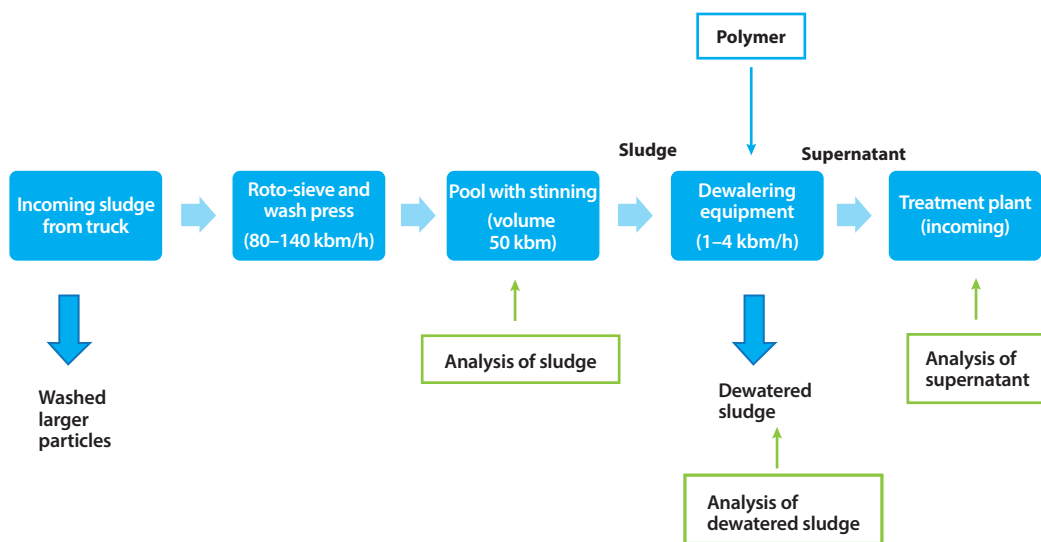 Polymer
Sludge
Supernatant
Incoming sludge
from truck
Roto-sieve and
wash press
(80–140 kbm/h)
Pool with stinning
(volume
50 kbm)
Dewalering
equipment
(1–4 kbm/h)
Treatment plant
(incoming)
Analysis of sludge
Analysis of
supernatant
Washed
larger
particles
Dewatered
sludge
Analysis of
dewatered sludge